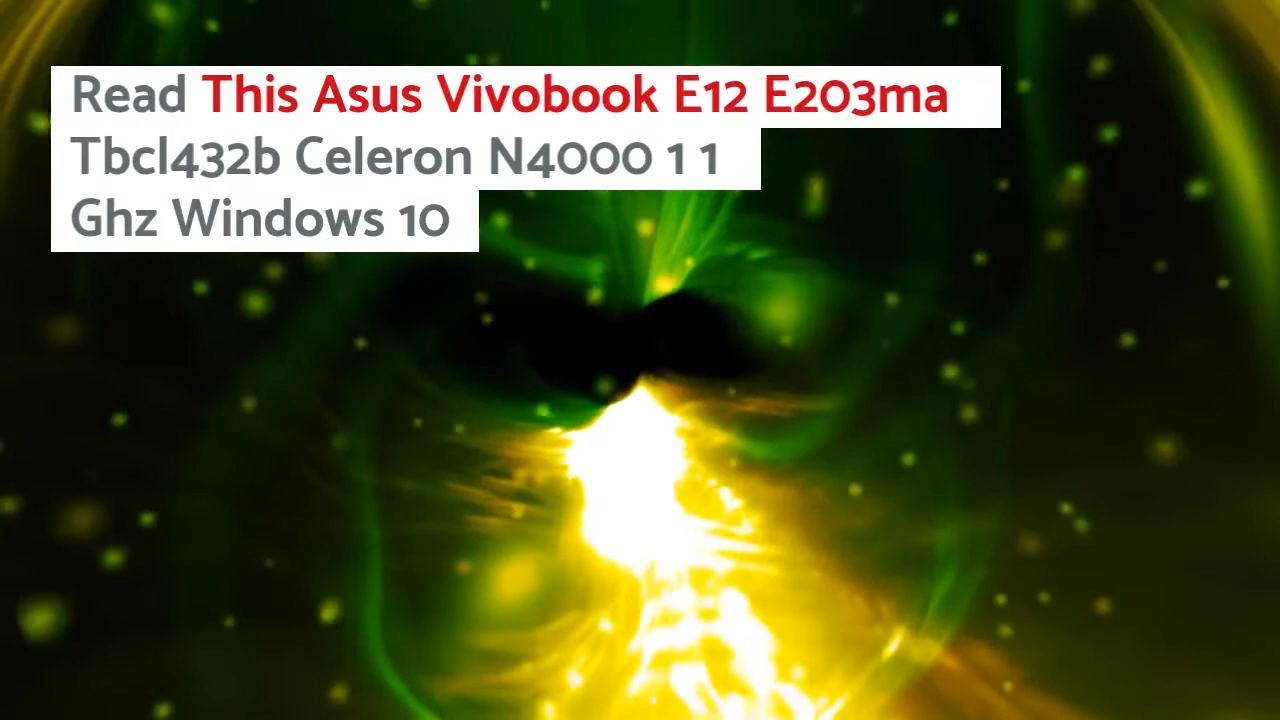 Read This Asus Vivobook E12 E203ma
Tbcl432b Celeron N4000 1 1
Ghz Windows 10